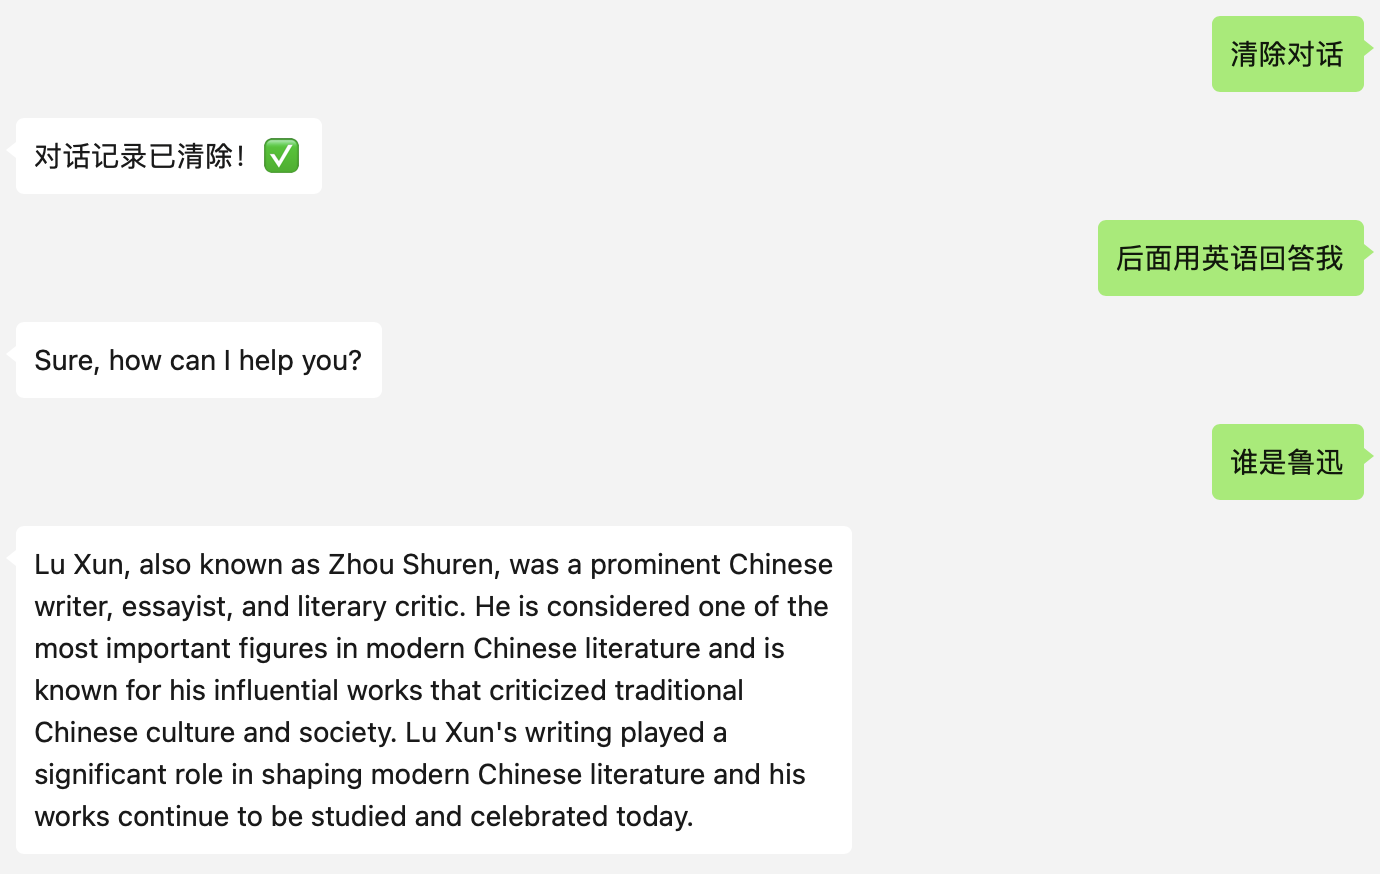 清除对话
对话记录已清除！✅
后面用英语回答我
Sure, how can I help you?
谁是鲁迅
Lu Xun, also known as Zhou Shuren, was a prominent Chinese
writer, essayist, and literary critic. He is considered one of the
most important figures in modern Chinese literature and is
known for his influential works that criticized traditional
Chinese culture and society. Lu Xun's writing played a
significant role in shaping modern Chinese literature and his
works continue to be studied and celebrated today.